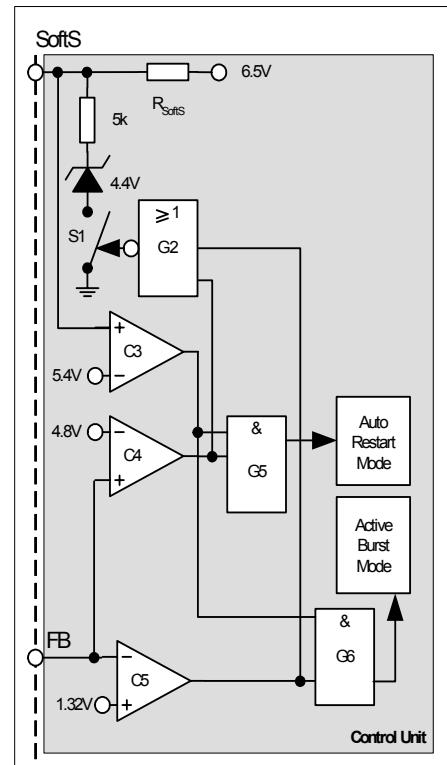 SoftS
6.5V
RSoftS
5k
4.4V
S1
≥1
G2
+
C3
5.4V
-
4.8V
-
C4
+
&
G5
Auto
Restart
Mode
Active
Burst
Mode
&
G6
FB
-
C5
1.32V
+
Control Unit